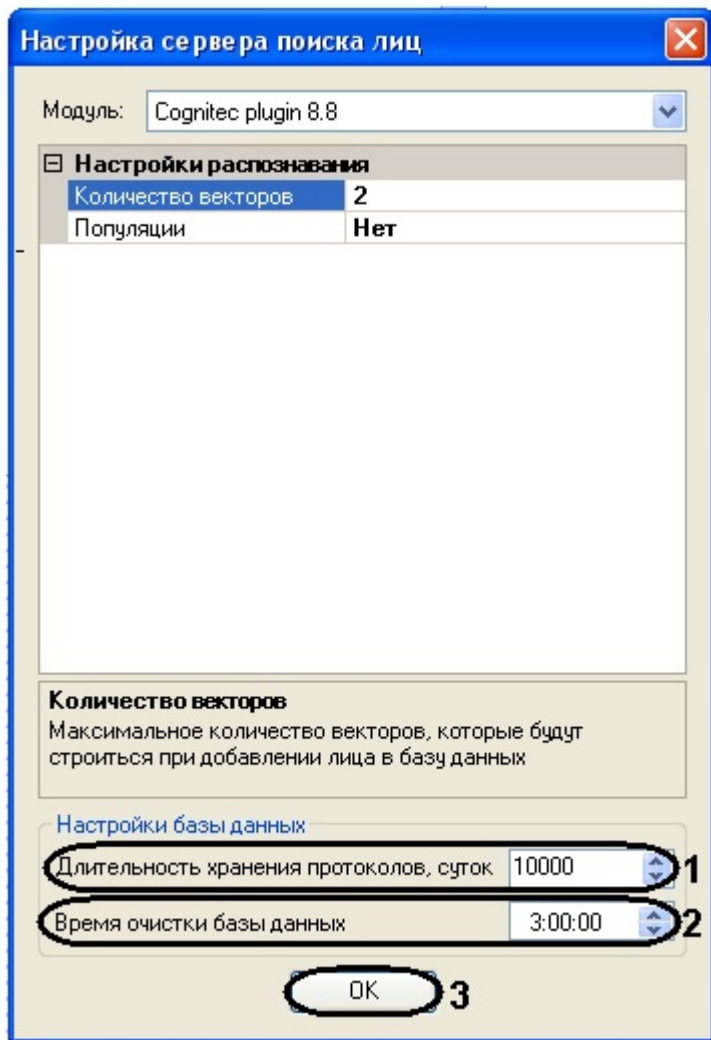 Настройка сервера поиска лиц
Модуль: Cognitec plugin 8.8
Настройки распознавания
Количество векторов 2
Популяции Нет
Количество векторов
Максимальное количество векторов, которые будут
строиться при добавлении лица в базу данных
Настройки базы данных
Длительность хранения протоколов, суток 10000 1
Время очистки базы данных 3:00:00 2
OK 3